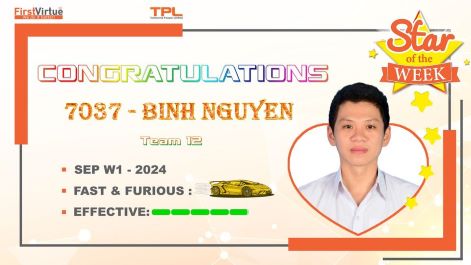 FirstVirtue
TPL
Star
of the
WEEK
CONGRATULATIONS
7037 - BINH NGUYEN
Team 12
SEP W1 - 2024
FAST & FURIOUS :
EFFECTIVE: